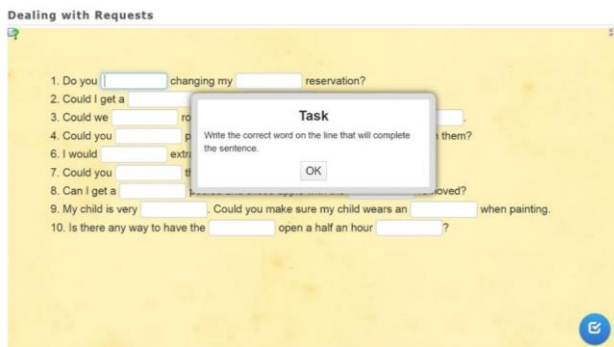 Dealing with Requests
1. Do you changing my reservation?
2. Could I get a
3. Could we ro
4. Could you p them?
6. I would extr
7. Could you th
8. Can I get a
9. My child is very . Could you make sure my child wears an when painting.
10. Is there any way to have the open a half an hour ?
Task
Write the correct word on the line that will complete
the sentence.
OK